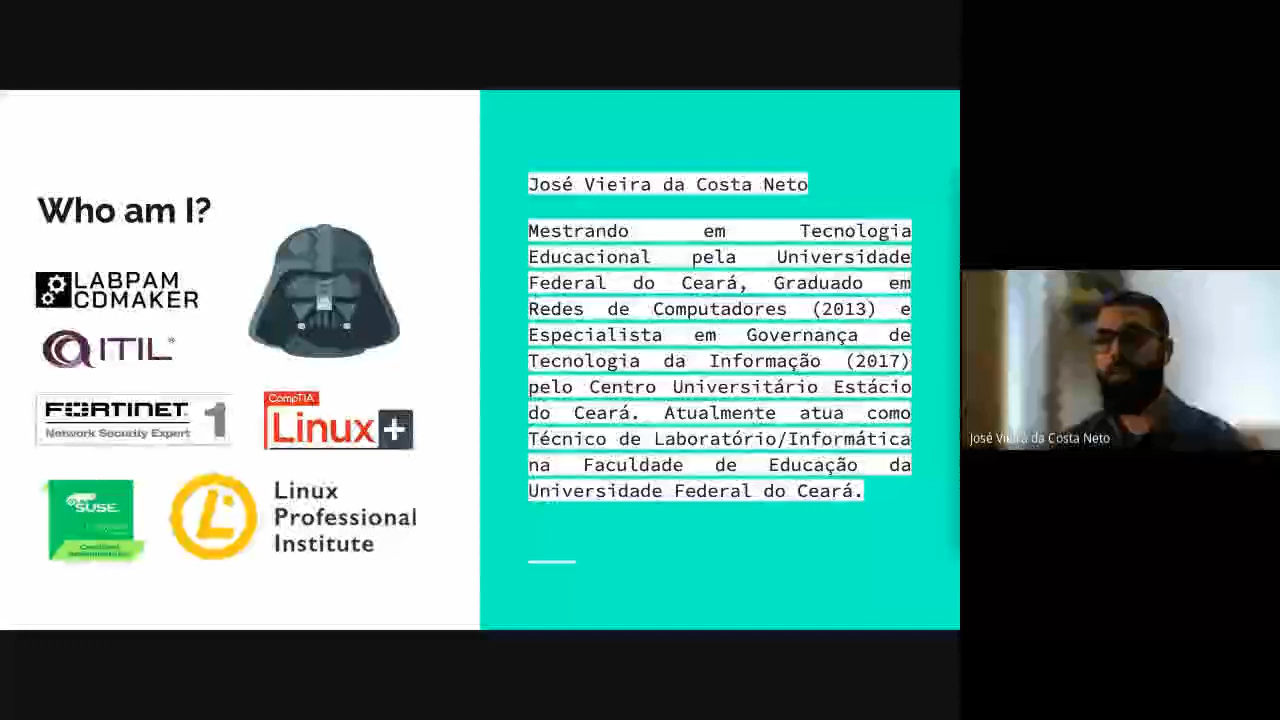 Who am I?
LABPAM
CDMAKER
ITIL®
FORTINET
Network Security Expert 1
CompTIA
Linux+
SUSE
Linux
Professional
Institute
José Vieira da Costa Neto
Mestrando em Tecnologia
Educacional pela Universidade
Federal do Ceará, Graduado em
Redes de Computadores (2013) e
Especialista em Governança de
Tecnologia da Informação (2017)
pelo Centro Universitário Estácio
do Ceará. Atualmente atua como
Técnico de Laboratório/Informática
na Faculdade de Educação da
Universidade Federal do Ceará.
José Vieira da Costa Neto